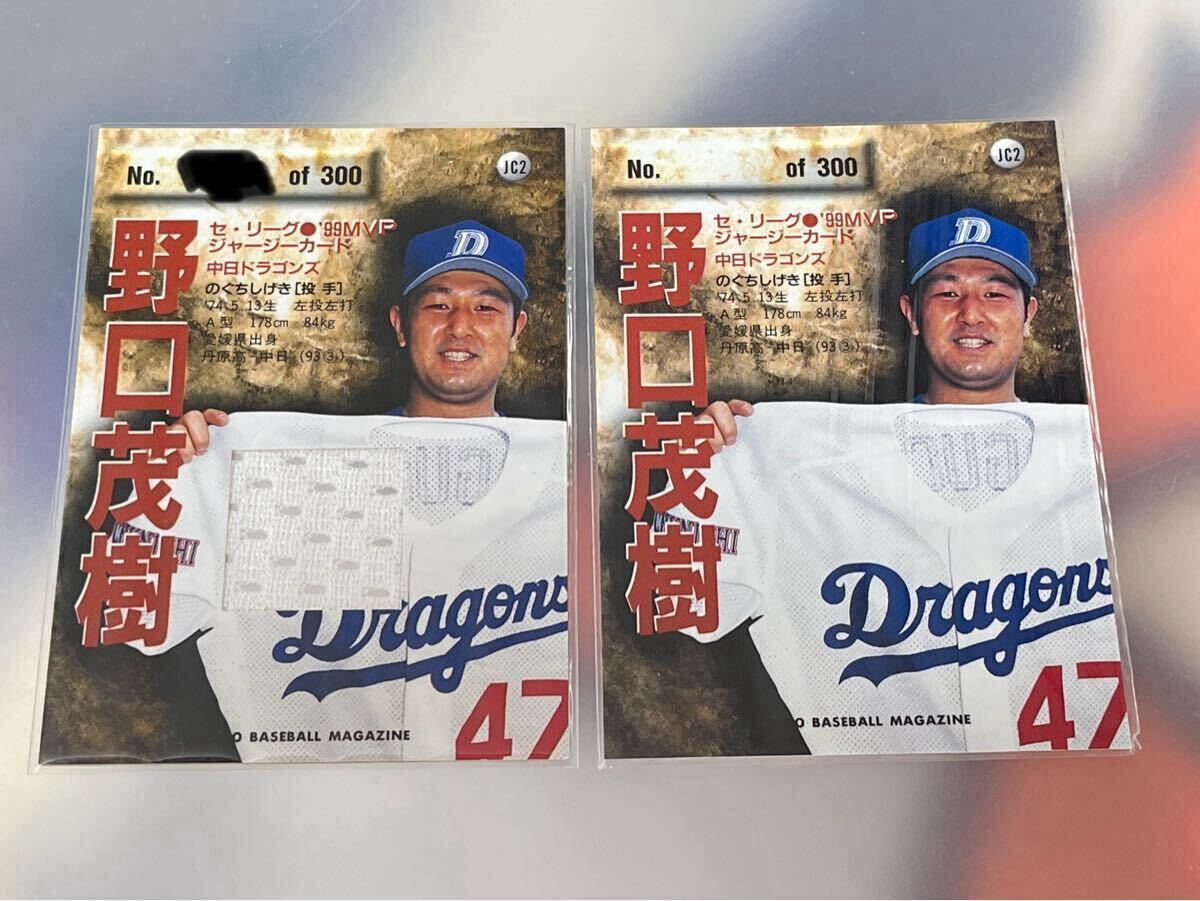 No. of 300
JC2
セ・リーグ●'99MVP
ジャージーカード
中日ドラゴンズ
のぐちしげき[投 手]
'74.5.13生 左投左打
A型 178cm 84kg
愛媛県出身
丹原高-中日 (93③)
野口茂樹
Dragons
47
O BASEBALL MAGAZINE
No. of 300
JC2
セ・リーグ●'99MVP
ジャージーカード
中日ドラゴンズ
のぐちしげき[投 手]
'74.5.13生 左投左打
A型 178cm 84kg
愛媛県出身
丹原高-中日 (93③)
野口茂樹
Dragons
47
O BASEBALL MAGAZINE